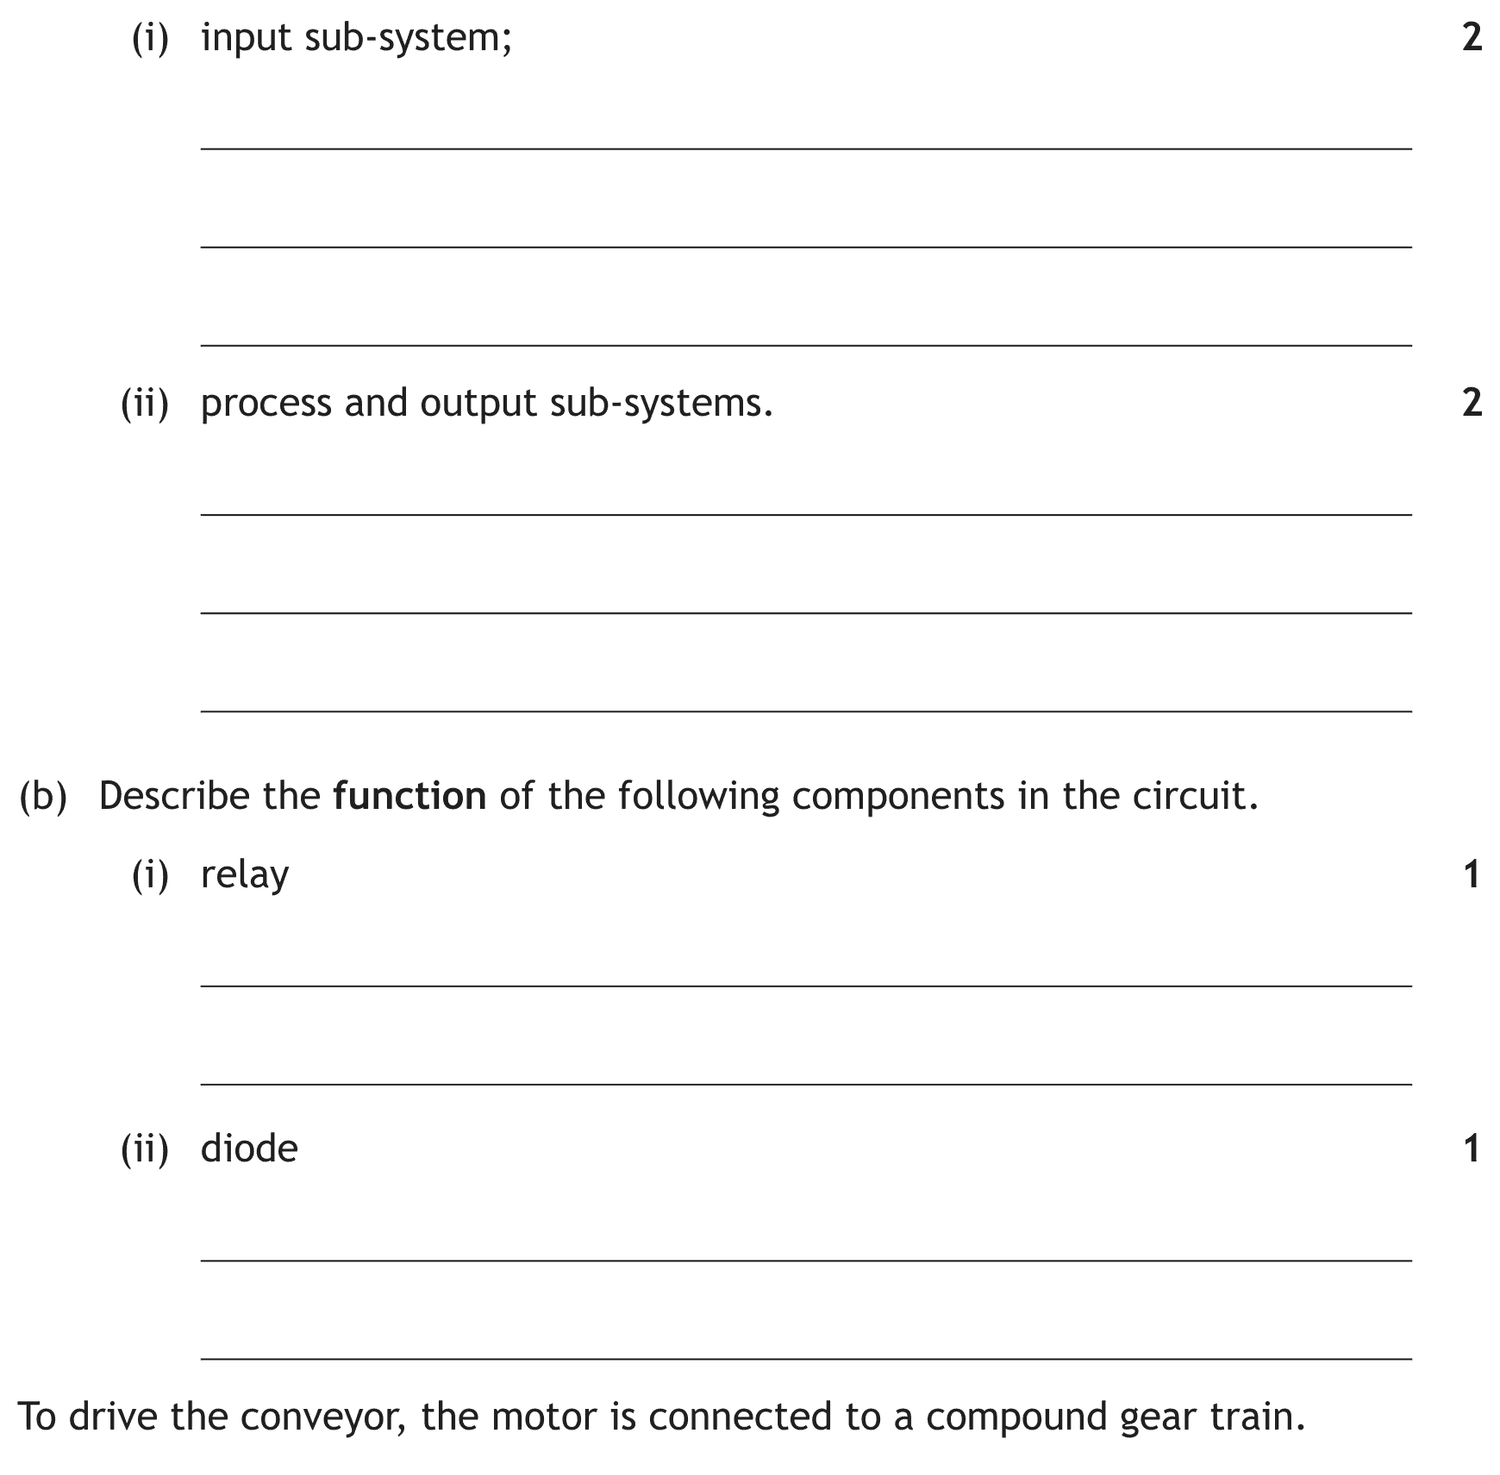 (i) input sub-system; 2
(ii) process and output sub-systems. 2
(b) Describe the function of the following components in the circuit.
(i) relay 1
(ii) diode 1
To drive the conveyor, the motor is connected to a compound gear train.